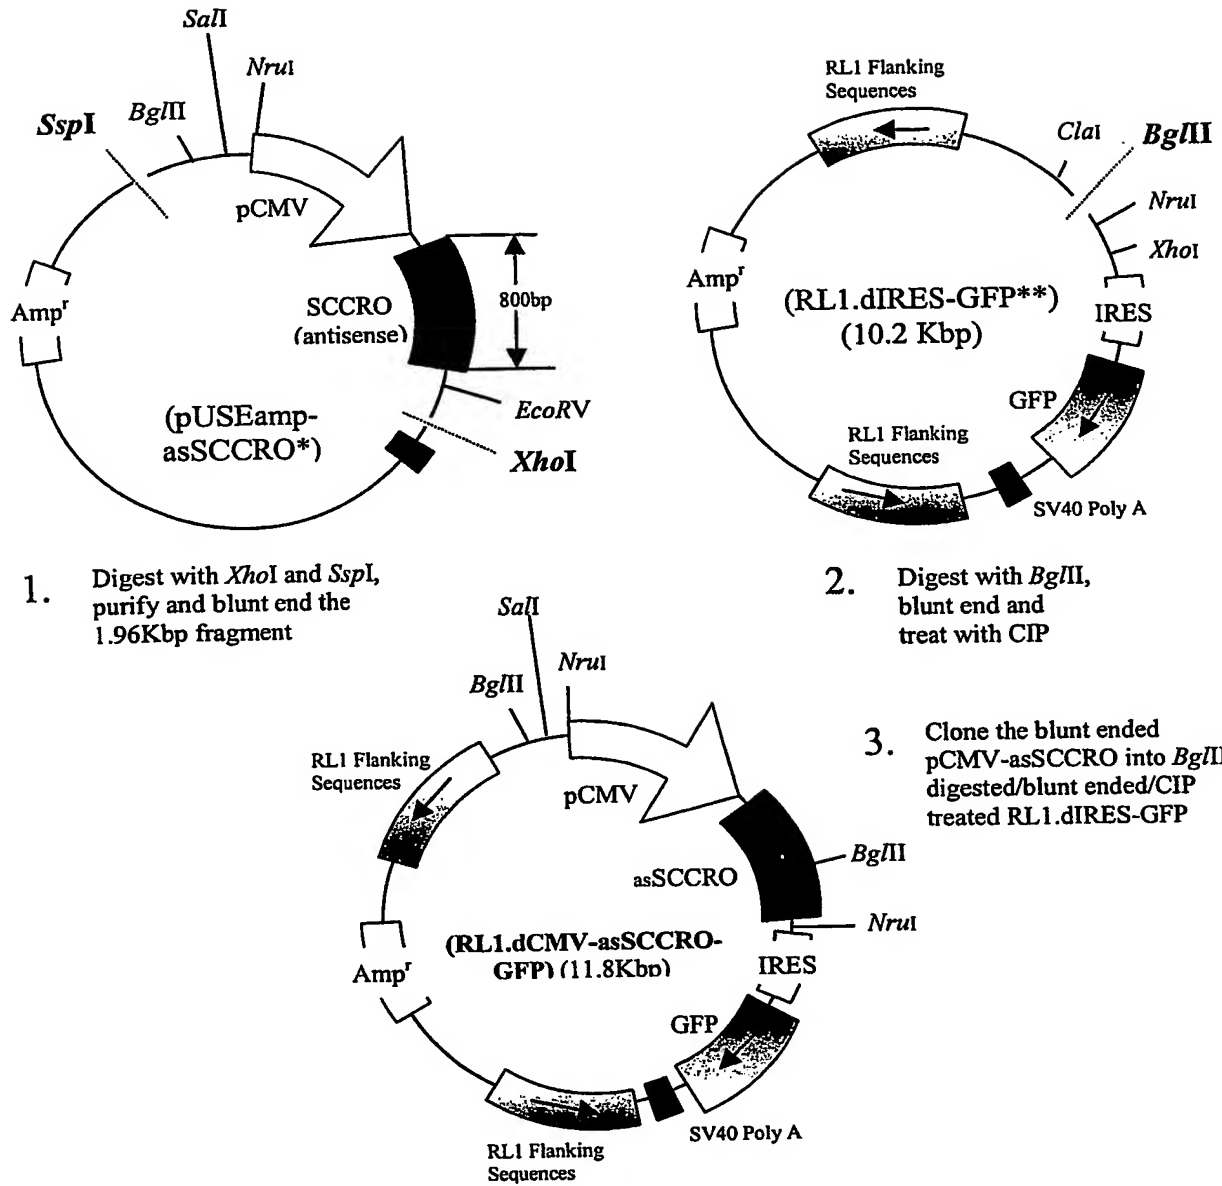 SalI
NruI
BglII
SspI
pCMV
Ampʳ
SCCRO
(antisense)
800bp
(pUSEamp-
asSCCRO*)
EcoRV
XhoI
RL1 Flanking
Sequences
ClaI
BglII
NruI
XhoI
Ampʳ
(RL1.dIRES-GFP**)
(10.2 Kbp)
IRES
GFP
RL1 Flanking
Sequences
SV40 Poly A
1. Digest with XhoI and SspI,
purify and blunt end the
1.96Kbp fragment
2. Digest with BglII,
blunt end and
treat with CIP
SalI
NruI
BglII
RL1 Flanking
Sequences
pCMV
3. Clone the blunt ended
pCMV-asSCCRO into BglII
digested/blunt ended/CIP
treated RL1.dIRES-GFP
asSCCRO
BglII
NruI
(RL1.dCMV-asSCCRO-
GFP) (11.8Kbp)
Ampʳ
IRES
GFP
SV40 Poly A
RL1 Flanking
Sequences